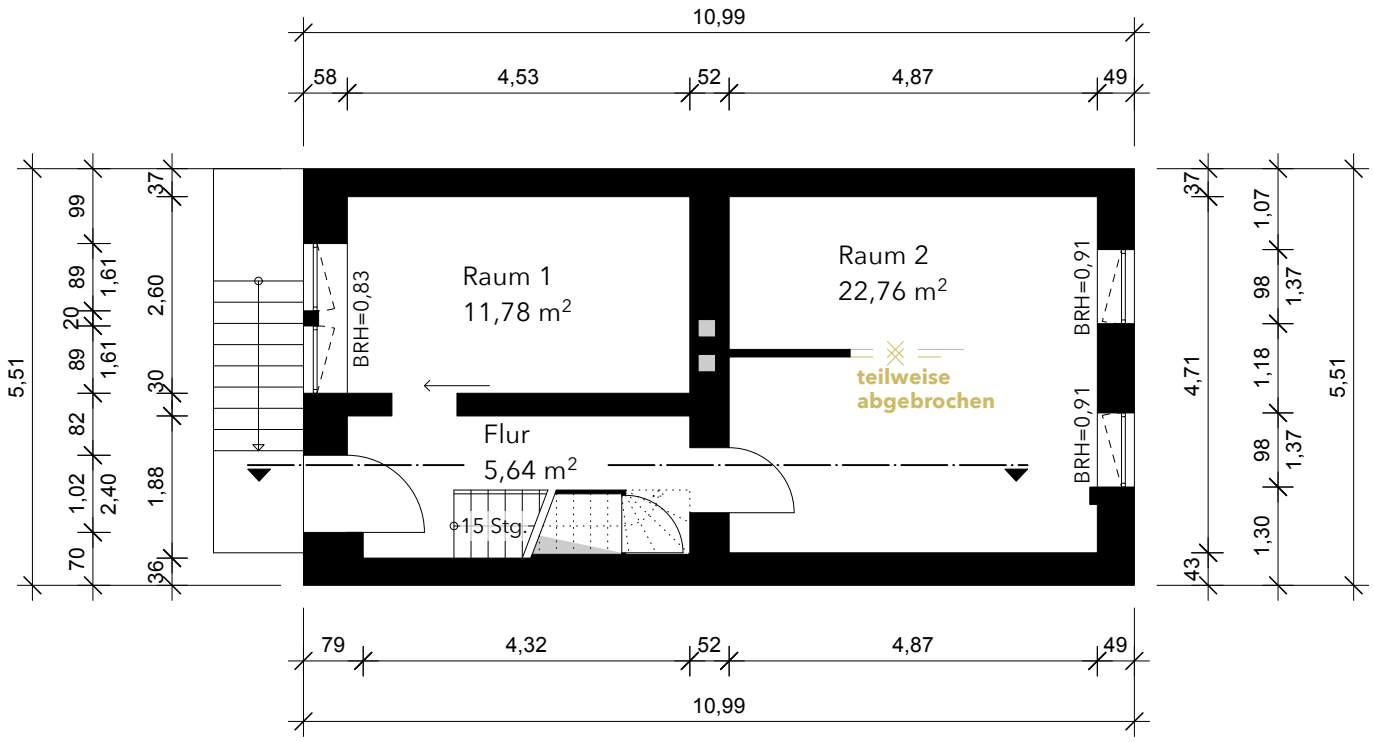 10,99
58 4,53 52 4,87 49
5,51
99 89 20 89 82 1,02 70
1,61 1,61 2,40
37 2,60 30 1,88 36
BRH=0,83
Raum 1
11,78 m²
Raum 2
22,76 m²
teilweise
abgebrochen
Flur
5,64 m²
15 Stg.
BRH=0,91
BRH=0,91
37 4,71 43
1,07 98 1,18 98 1,30
1,37 1,37
5,51
79 4,32 52 4,87 49
10,99